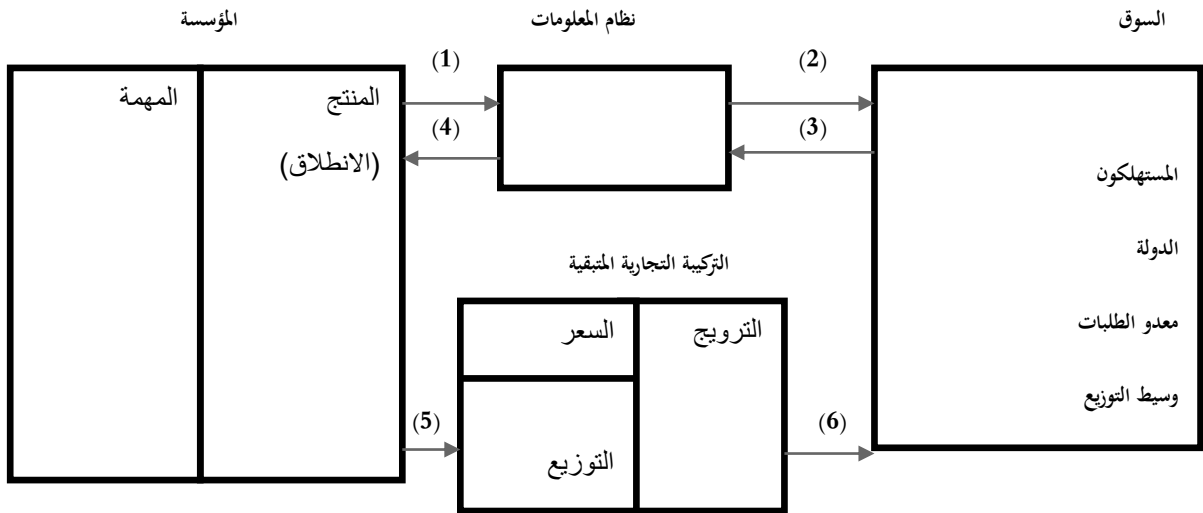 السوق
نظام المعلومات
المؤسسة
(1)
(2)
المهمة
المنتج
(الانطلاق)
(4)
(3)
المستهلكون
الدولة
معدو الطلبات
وسيط التوزيع
التركيبة التجارية المتبقية
السعر
الترويج
التوزيع
(5)
(6)